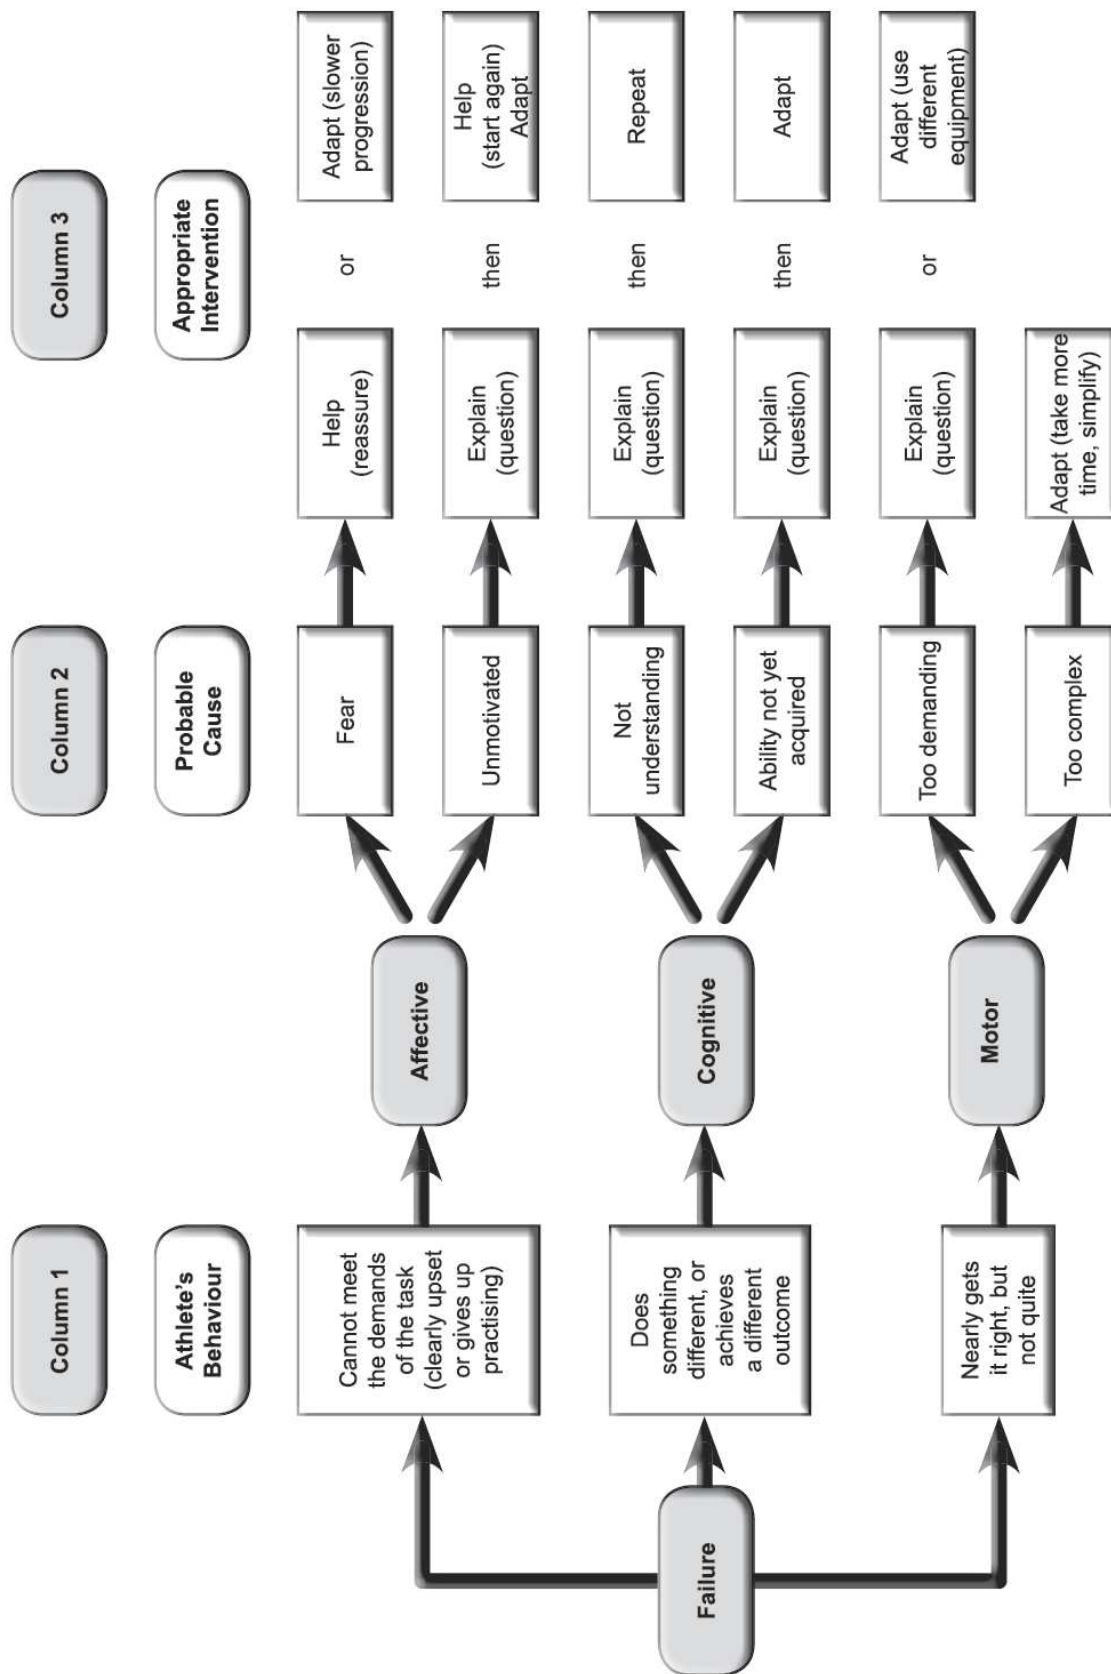 Column 1
Column 2
Column 3
Athlete's
Behaviour
Probable
Cause
Appropriate
Intervention
Failure
Cannot meet
the demands
of the task
(clearly upset
or gives up
practising)
Affective
Fear
Help
(reassure)
or
Adapt (slower
progression)
Unmotivated
Explain
(question)
then
Help
(start again)
Adapt
Does
something
different, or
achieves
a different
outcome
Cognitive
Not
understanding
Explain
(question)
then
Repeat
Ability not yet
acquired
Explain
(question)
then
Adapt
Nearly gets
it right, but
not quite
Motor
Too demanding
Explain
(question)
or
Adapt (use
different
equipment)
Too complex
Adapt (take more
time, simplify)